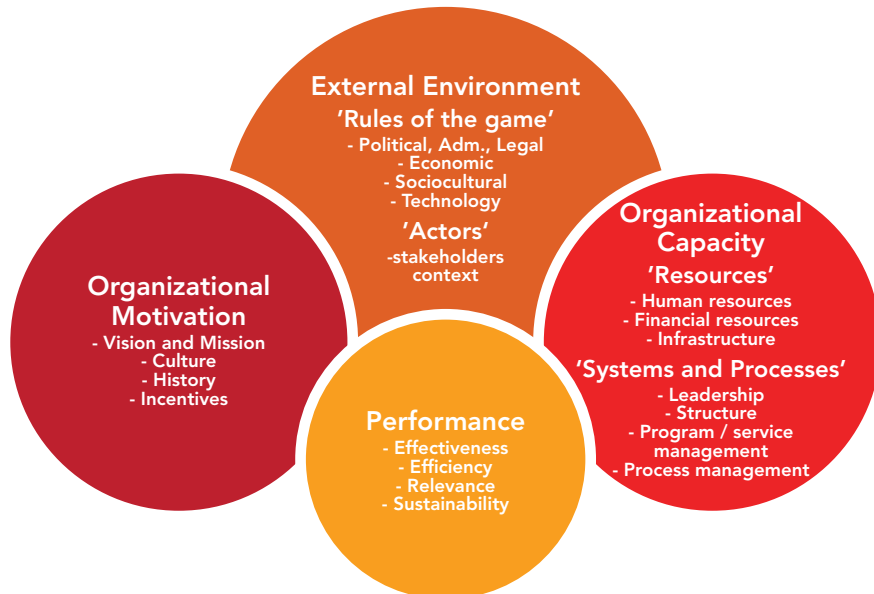 External Environment
’Rules of the game’
- Political, Adm., Legal
- Economic
- Sociocultural
- Technology
’Actors‘
-stakeholders
context
Organizational
Motivation
- Vision and Mission
- Culture
- History
- Incentives
Organizational
Capacity
’Resources’
- Human resources
- Financial resources
- Infrastructure
’Systems and Processes’
- Leadership
- Structure
- Program / service
management
- Process management
Performance
- Effectiveness
- Efficiency
- Relevance
- Sustainability